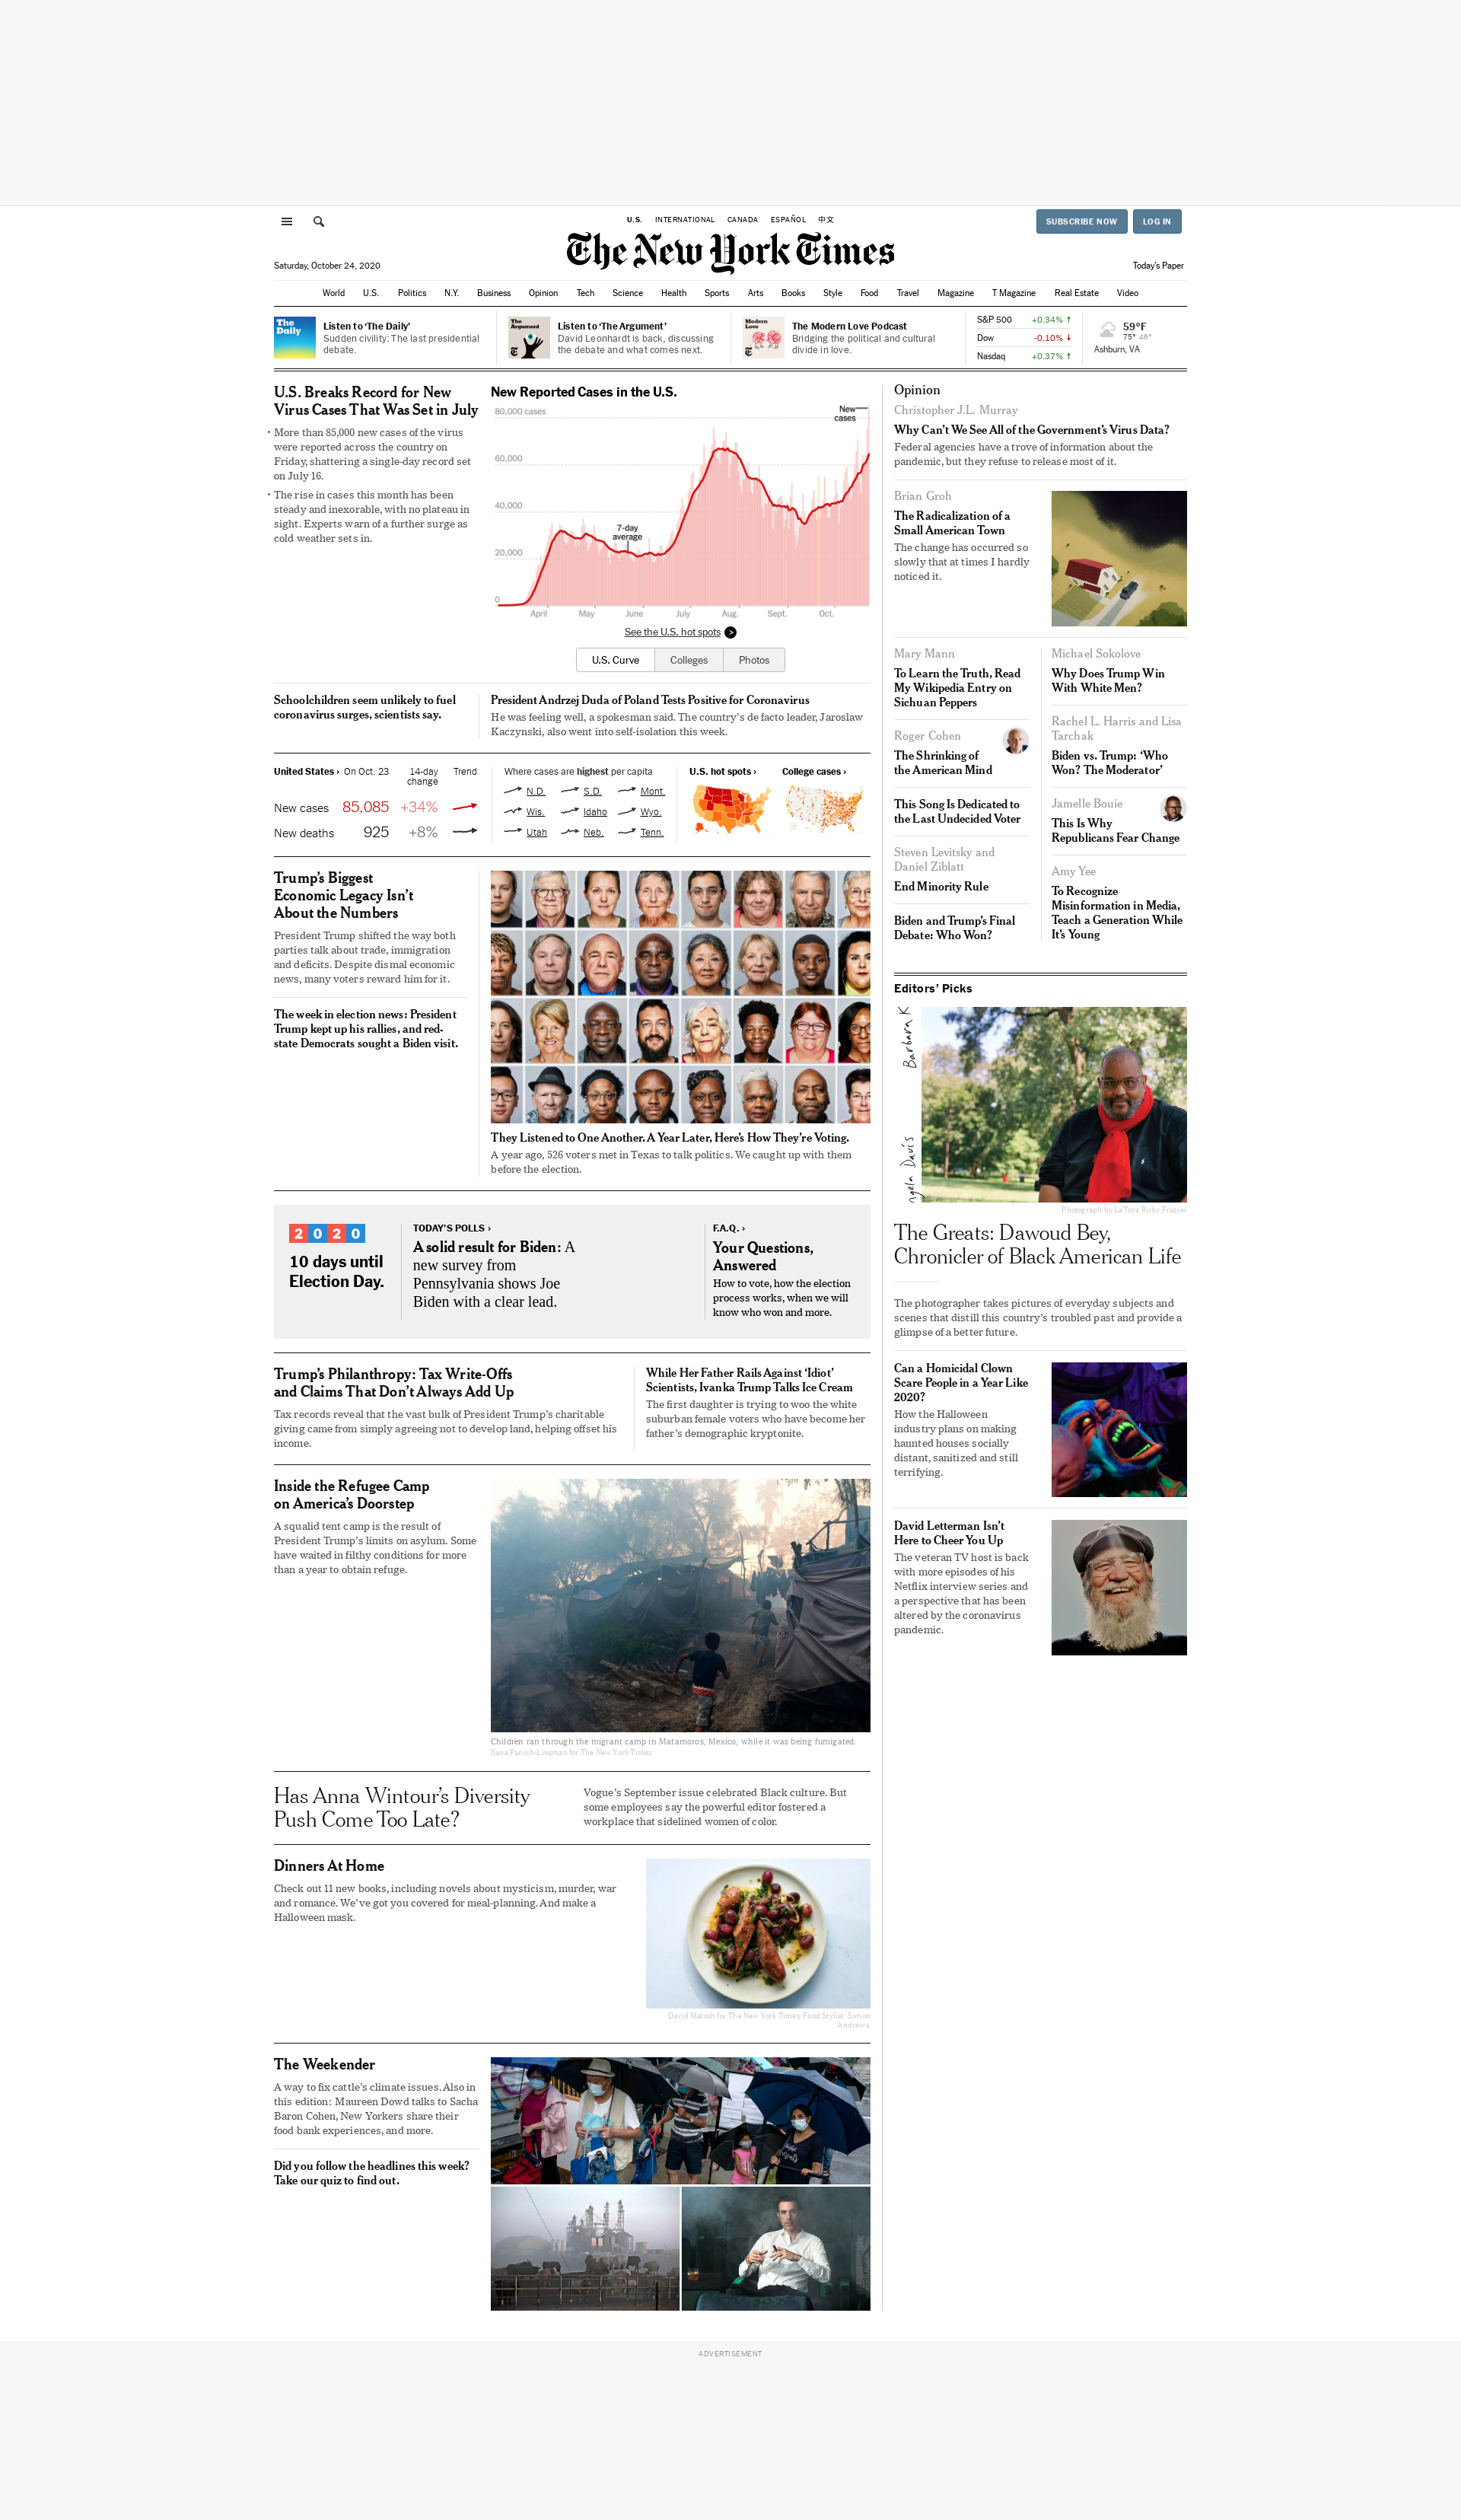 U.S. INTERNATIONAL CANADA ESPAÑOL 中文
SUBSCRIBE NOW LOG IN
The New York Times
Saturday, October 24, 2020
Today's Paper
World U.S. Politics N.Y. Business Opinion Tech Science Health Sports Arts Books Style Food Travel Magazine T Magazine Real Estate Video
The
Daily
Listen to ‘The Daily’
Sudden civility: The last presidential
debate.
The
Argument
Listen to ‘The Argument’
David Leonhardt is back, discussing
the debate and what comes next.
Modern
Love
The Modern Love Podcast
Bridging the political and cultural
divide in love.
S&P 500 +0.34%
Dow -0.10%
Nasdaq +0.37%
59°F
75° 46°
Ashburn, VA
U.S. Breaks Record for New
Virus Cases That Was Set in July
More than 85,000 new cases of the virus
were reported across the country on
Friday, shattering a single-day record set
on July 16.
The rise in cases this month has been
steady and inexorable, with no plateau in
sight. Experts warn of a further surge as
cold weather sets in.
New Reported Cases in the U.S.
80,000 cases
60,000
40,000
20,000
0
New
cases
7-day
average
April May June July Aug. Sept. Oct.
See the U.S. hot spots
U.S. Curve Colleges Photos
Schoolchildren seem unlikely to fuel
coronavirus surges, scientists say.
President Andrzej Duda of Poland Tests Positive for Coronavirus
He was feeling well, a spokesman said. The country’s de facto leader, Jaroslaw
Kaczynski, also went into self-isolation this week.
United States › On Oct. 23 14-day
change Trend
New cases 85,085 +34%
New deaths 925 +8%
Where cases are highest per capita
N.D. S.D. Mont.
Wis. Idaho Wyo.
Utah Neb. Tenn.
U.S. hot spots ›
College cases ›
Trump’s Biggest
Economic Legacy Isn’t
About the Numbers
President Trump shifted the way both
parties talk about trade, immigration
and deficits. Despite dismal economic
news, many voters reward him for it.
The week in election news: President
Trump kept up his rallies, and red-
state Democrats sought a Biden visit.
They Listened to One Another. A Year Later, Here’s How They’re Voting.
A year ago, 526 voters met in Texas to talk politics. We caught up with them
before the election.
2020
10 days until
Election Day.
TODAY’S POLLS ›
A solid result for Biden: A
new survey from
Pennsylvania shows Joe
Biden with a clear lead.
F.A.Q. ›
Your Questions,
Answered
How to vote, how the election
process works, when we will
know who won and more.
Trump’s Philanthropy: Tax Write-Offs
and Claims That Don’t Always Add Up
Tax records reveal that the vast bulk of President Trump’s charitable
giving came from simply agreeing not to develop land, helping offset his
income.
While Her Father Rails Against ‘Idiot’
Scientists, Ivanka Trump Talks Ice Cream
The first daughter is trying to woo the white
suburban female voters who have become her
father’s demographic kryptonite.
Inside the Refugee Camp
on America’s Doorstep
A squalid tent camp is the result of
President Trump’s limits on asylum. Some
have waited in filthy conditions for more
than a year to obtain refuge.
Children ran through the migrant camp in Matamoros, Mexico, while it was being fumigated.
Ilana Panich-Linsman for The New York Times
Has Anna Wintour’s Diversity
Push Come Too Late?
Vogue’s September issue celebrated Black culture. But
some employees say the powerful editor fostered a
workplace that sidelined women of color.
Dinners At Home
Check out 11 new books, including novels about mysticism, murder, war
and romance. We’ve got you covered for meal-planning. And make a
Halloween mask.
David Malosh for The New York Times. Food Stylist: Simon
Andrews.
The Weekender
A way to fix cattle’s climate issues. Also in
this edition: Maureen Dowd talks to Sacha
Baron Cohen, New Yorkers share their
food bank experiences, and more.
Did you follow the headlines this week?
Take our quiz to find out.
Opinion
Christopher J.L. Murray
Why Can’t We See All of the Government’s Virus Data?
Federal agencies have a trove of information about the
pandemic, but they refuse to release most of it.
Brian Groh
The Radicalization of a
Small American Town
The change has occurred so
slowly that at times I hardly
noticed it.
Mary Mann
To Learn the Truth, Read
My Wikipedia Entry on
Sichuan Peppers
Roger Cohen
The Shrinking of
the American Mind
This Song Is Dedicated to
the Last Undecided Voter
Steven Levitsky and
Daniel Ziblatt
End Minority Rule
Biden and Trump’s Final
Debate: Who Won?
Michael Sokolove
Why Does Trump Win
With White Men?
Rachel L. Harris and Lisa
Tarchak
Biden vs. Trump: ‘Who
Won? The Moderator’
Jamelle Bouie
This Is Why
Republicans Fear Change
Amy Yee
To Recognize
Misinformation in Media,
Teach a Generation While
It’s Young
Editors’ Picks
Barbara K
ngela Davis
Photograph by LaToya Ruby Frazier
The Greats: Dawoud Bey,
Chronicler of Black American Life
The photographer takes pictures of everyday subjects and
scenes that distill this country’s troubled past and provide a
glimpse of a better future.
Can a Homicidal Clown
Scare People in a Year Like
2020?
How the Halloween
industry plans on making
haunted houses socially
distant, sanitized and still
terrifying.
David Letterman Isn’t
Here to Cheer You Up
The veteran TV host is back
with more episodes of his
Netflix interview series and
a perspective that has been
altered by the coronavirus
pandemic.
ADVERTISEMENT